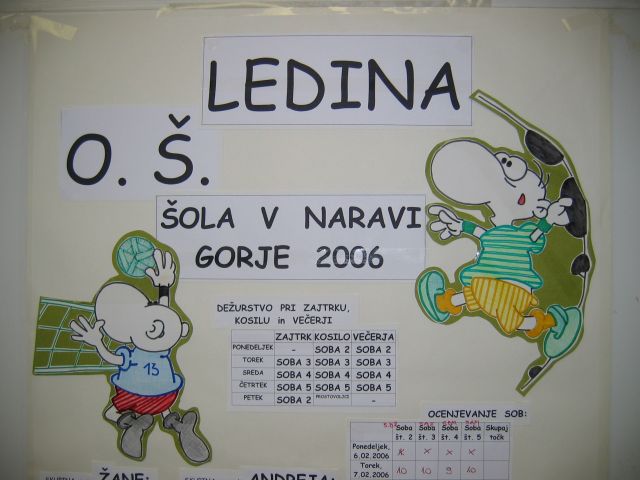 LEDINA
O. Š.
ŠOLA V NARAVI
GORJE 2006
13
DEŽURSTVO PRI ZAJTRKU,
KOSILU in VEČERJI
ZAJTRK KOSILO VEČERJA
PONEDELJEK - SOBA 2 SOBA 2
TOREK SOBA 3 SOBA 3 SOBA 3
SREDA SOBA 4 SOBA 4 SOBA 4
ČETRTEK SOBA 5 SOBA 5 SOBA 5
PETEK SOBA 2 PROSTOVOLJCI -
OCENJEVANJE SOB:
Soba Soba Soba Soba Skupaj
št. 2 št. 3 št. 4 št. 5 točk
Ponedeljek,
6.02.2006 x x x x
Torek,
7.02.2006 10 10 9 10
ŽANE:
ANDREJA: